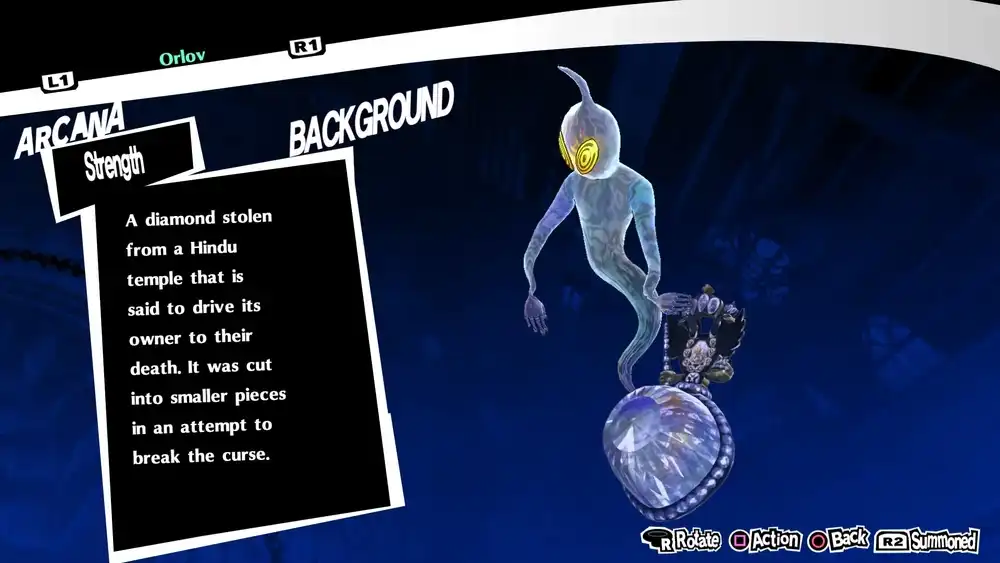 Orlov
L1
R1
ARCANA
Strength
BACKGROUND
A diamond stolen
from a Hindu
temple that is
said to drive its
owner to their
death. It was cut
into smaller pieces
in an attempt to
break the curse.
R Rotate Action Back R2 Summoned